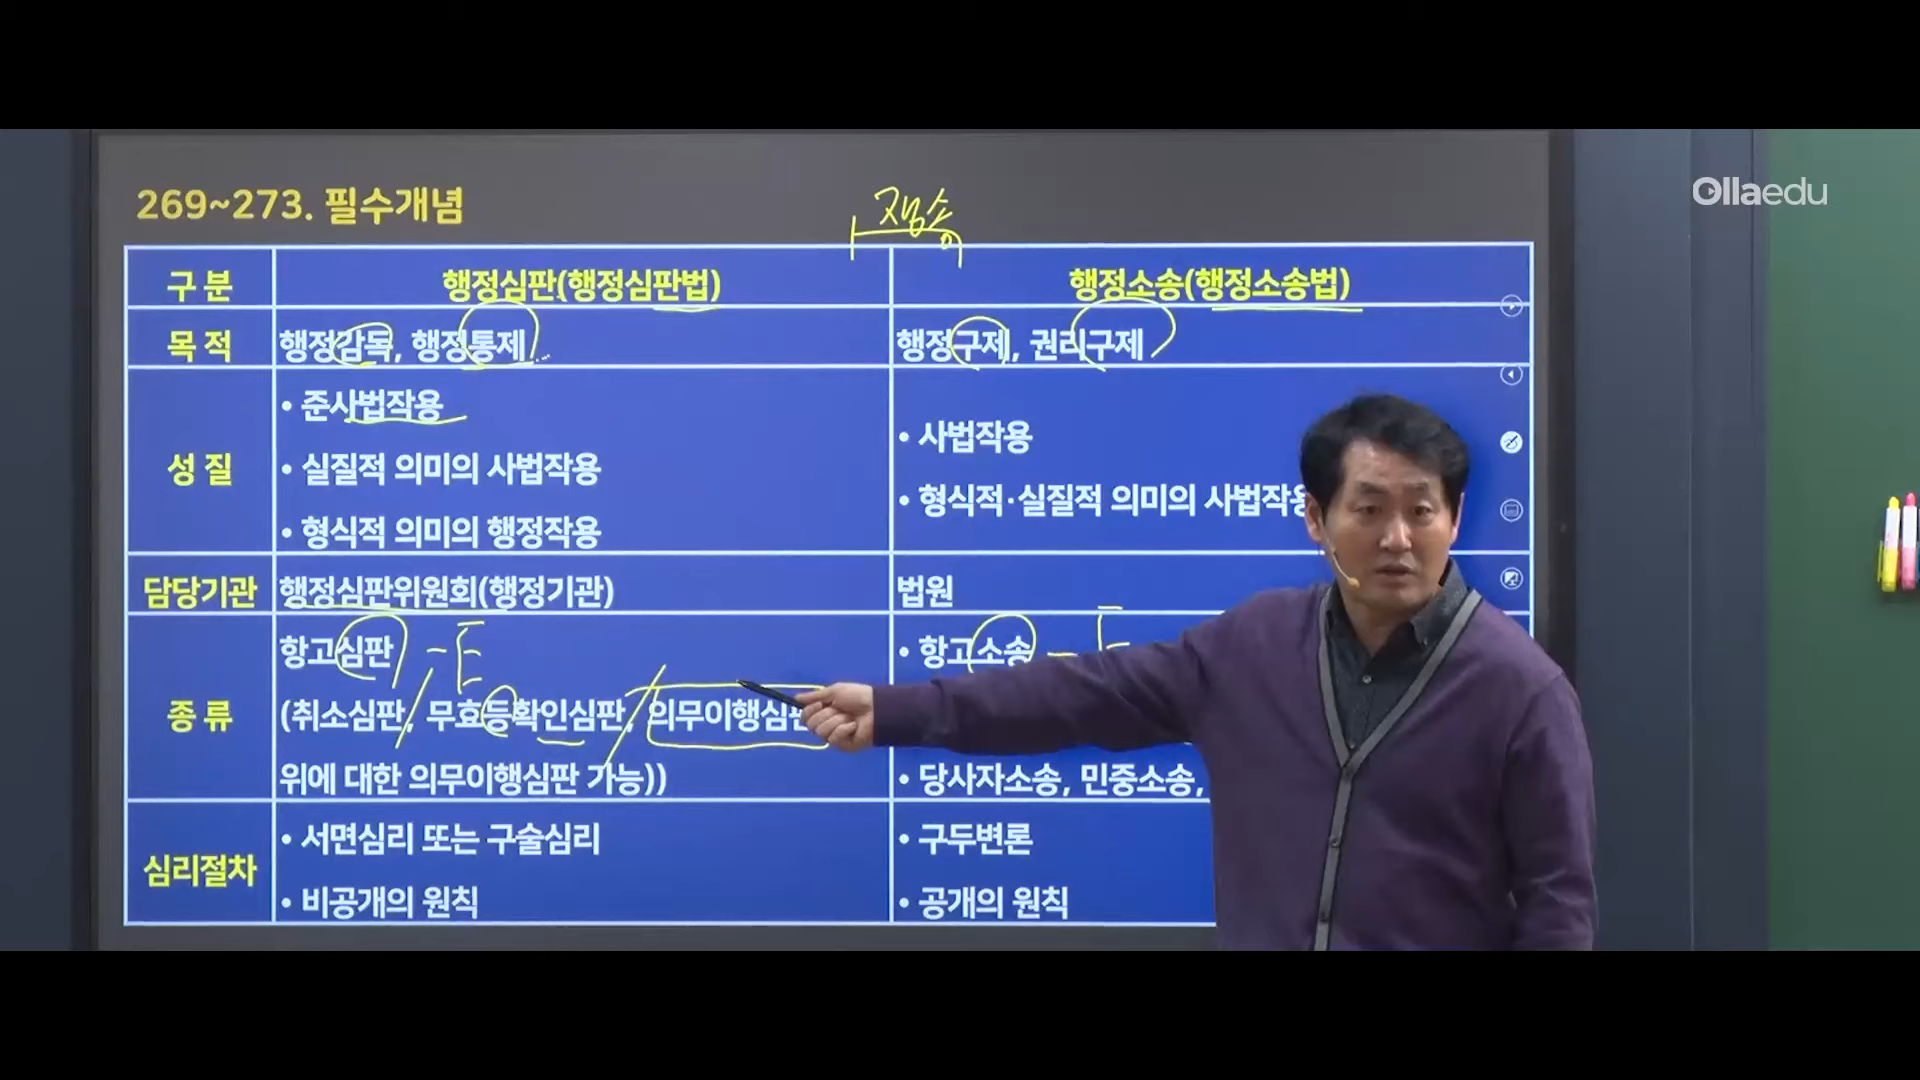 Ollaedu
269~273. 필수개념
구 분
행정심판(행정심판법)
행정소송(행정소송법)
목 적
행정감독, 행정통제
행정구제, 권리구제
성 질
• 준사법작용
• 실질적 의미의 사법작용
• 형식적 의미의 행정작용
• 사법작용
• 형식적·실질적 의미의 사법작용
담당기관
행정심판위원회(행정기관)
법원
종 류
항고심판
(취소심판, 무효등확인심판, 의무이행심판
위에 대한 의무이행심판 가능))
• 항고소송
• 당사자소송, 민중소송,
심리절차
• 서면심리 또는 구술심리
• 비공개의 원칙
• 구두변론
• 공개의 원칙